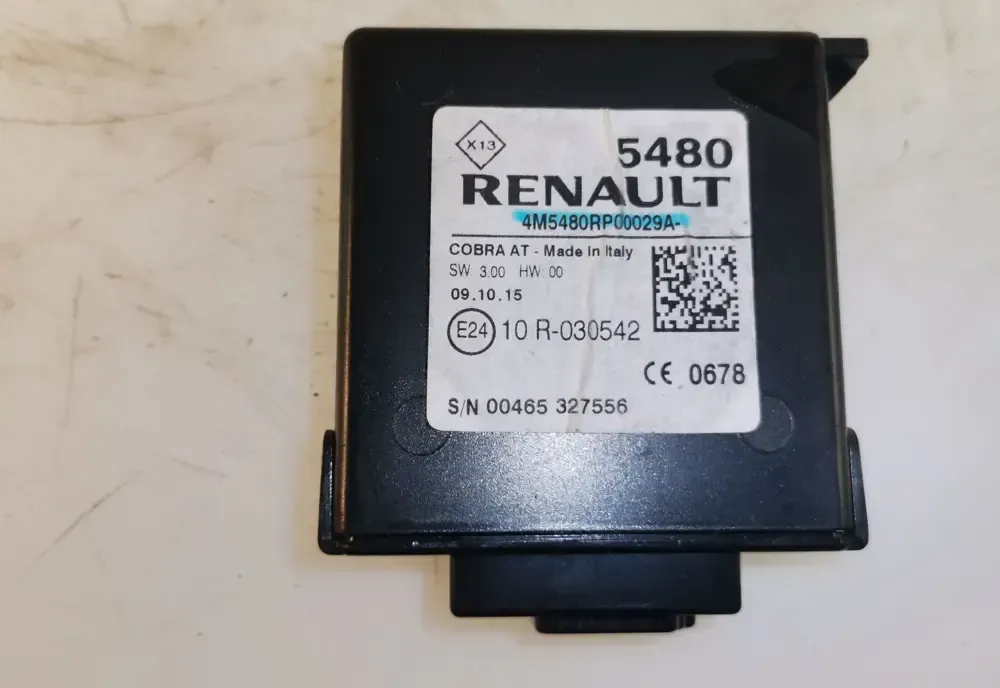 X13
5480
RENAULT
4M5480RP00029A-
COBRA AT - Made in Italy
SW: 3.00 HW: 00
09.10.15
E24 10 R-030542
CE 0678
S/N 00465 327556